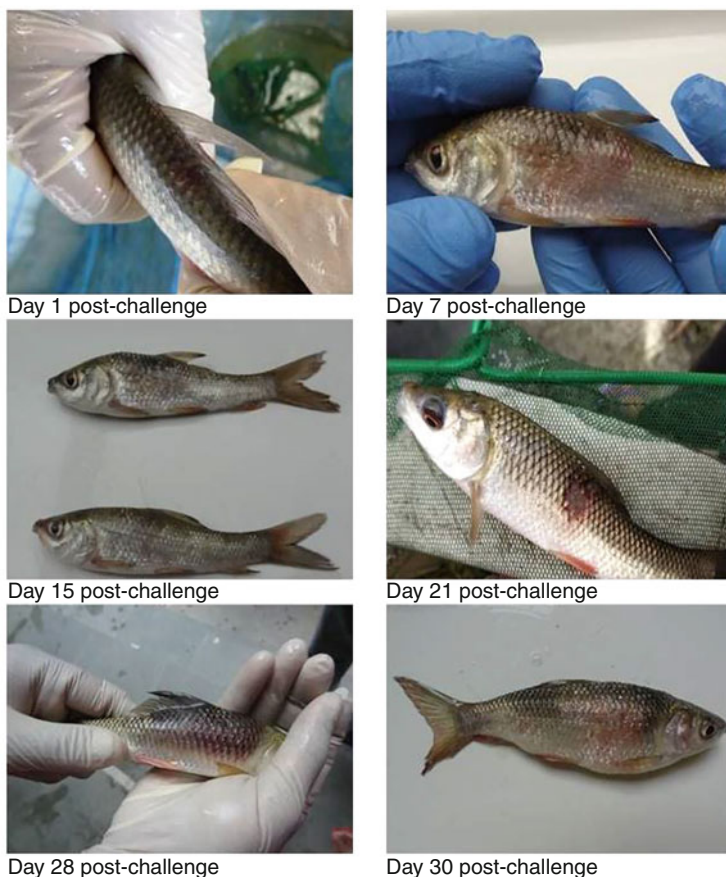 Day 1 post-challenge
Day 7 post-challenge
Day 15 post-challenge
Day 21 post-challenge
Day 28 post-challenge
Day 30 post-challenge